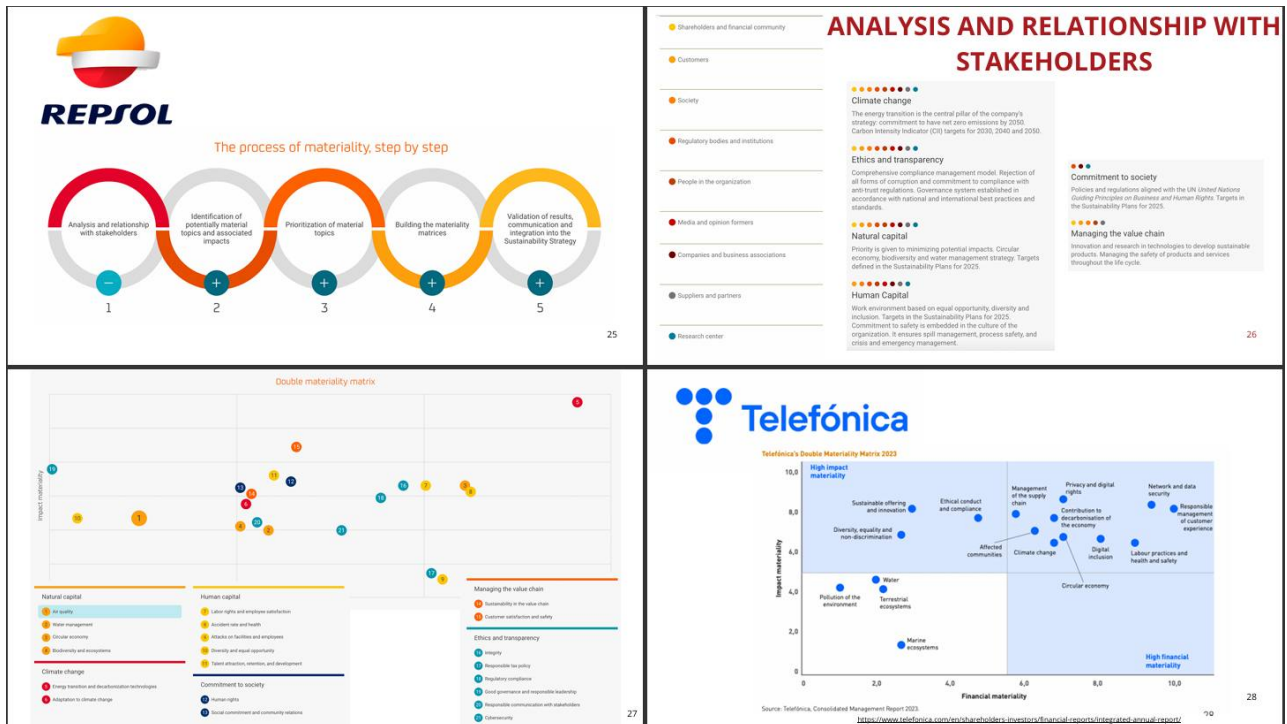 REPSOL
The process of materiality, step by step
Analysis and relationship
with stakeholders
Identification of
potentially material
topics and associated
impacts
Prioritization of material
topics
Building the materiality
matrices
Validation of results,
communication and
integration into the
Sustainability Strategy
1
2
3
4
5
25
ANALYSIS AND RELATIONSHIP WITH
STAKEHOLDERS
Shareholders and financial community
Customers
Society
Regulatory bodies and institutions
People in the organization
Media and opinion formers
Companies and business associations
Suppliers and partners
Research center
Climate change
The energy transition is the central pillar of the company's
strategy: commitment to have net zero emissions by 2050.
Carbon Intensity Indicator (CII) targets for 2030, 2040 and 2050.
Ethics and transparency
Comprehensive compliance management model. Rejection of
all forms of corruption and commitment to compliance with
anti-trust regulations. Governance system established in
accordance with national and international best practices and
standards.
Natural capital
Priority is given to minimizing potential impacts. Circular
economy, biodiversity and water management strategy. Targets
defined in the Sustainability Plans for 2025.
Human Capital
Work environment based on equal opportunity, diversity and
inclusion. Targets in the Sustainability Plans for 2025.
Commitment to safety is embedded in the culture of the
organization. It ensures spill management, process safety, and
crisis and emergency management.
Commitment to society
Policies and regulations aligned with the UN United Nations
Guiding Principles on Business and Human Rights. Targets in
the Sustainability Plans for 2025.
Managing the value chain
Innovation and research in technologies to develop sustainable
products. Managing the safety of products and services
throughout the life cycle.
26
Double materiality matrix
Impact materiality
Natural capital
Air quality
Water management
Circular economy
Biodiversity and ecosystems
Climate change
Energy transition and decarbonization technologies
Adaptation to climate change
Human capital
Labor rights and employee satisfaction
Accident rate and health
Attacks on facilities and employees
Diversity and equal opportunity
Talent attraction, retention, and development
Commitment to society
Human rights
Social commitment and community relations
Managing the value chain
Sustainability in the value chain
Customer satisfaction and safety
Ethics and transparency
Integrity
Responsible tax policy
Regulatory compliance
Good governance and responsible leadership
Responsible communication with stakeholders
Cybersecurity
27
Telefónica
Telefónica's Double Materiality Matrix 2023
High impact
materiality
10,0
8,0
6,0
4,0
2,0
0
Impact materiality
Sustainable offering
and innovation
Ethical conduct
and compliance
Management
of the supply
chain
Privacy and digital
rights
Network and data
security
Responsible
management
of customer
experience
Diversity, equality and
non-discrimination
Contribution to
decarbonisation of
the economy
Affected
communities
Climate change
Digital
inclusion
Labour practices and
health and safety
Circular economy
Water
Pollution of the
environment
Terrestrial
ecosystems
Marine
ecosystems
High financial
materiality
0 2,0 4,0 6,0 8,0 10,0
Financial materiality
Source: Telefónica, Consolidated Management Report 2023.
28
https://www.telefonica.com/en/shareholders-investors/financial-reports/integrated-annual-report/